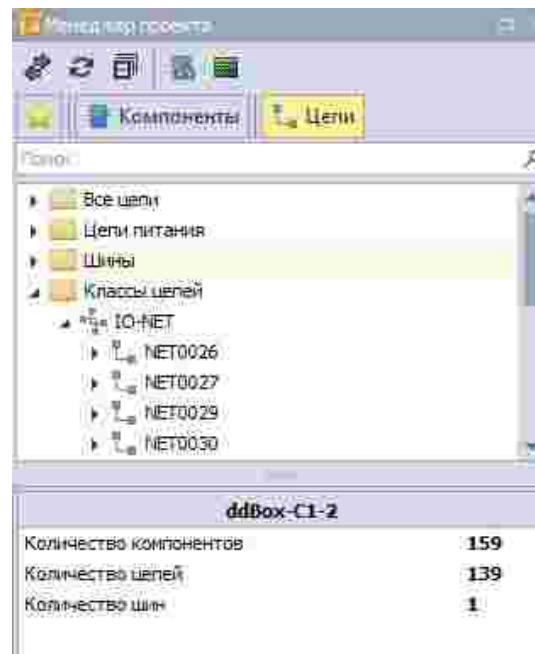 Менеджер проекта
Компоненты
Цепи
Поиск
Все цепи
Цепи питания
Шины
Классы цепей
IO-NET
NET0026
NET0027
NET0029
NET0030
ddBox-C1-2
Количество компонентов 159
Количество цепей 139
Количество шин 1